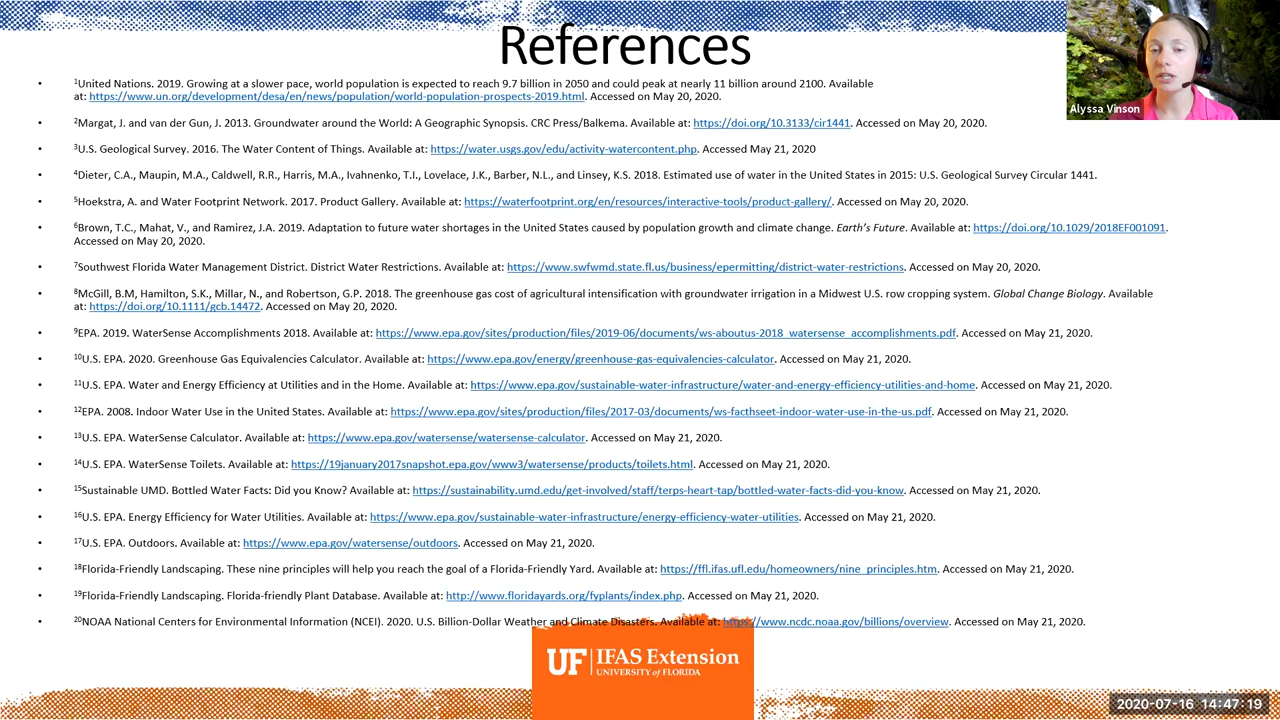 References
Alyssa Vinson
• ¹United Nations. 2019. Growing at a slower pace, world population is expected to reach 9.7 billion in 2050 and could peak at nearly 11 billion around 2100. Available
at: https://www.un.org/development/desa/en/news/population/world-population-prospects-2019.html. Accessed on May 20, 2020.
• ²Margat, J. and van der Gun, J. 2013. Groundwater around the World: A Geographic Synopsis. CRC Press/Balkema. Available at: https://doi.org/10.3133/cir1441. Accessed on May 20, 2020.
• ³U.S. Geological Survey. 2016. The Water Content of Things. Available at: https://water.usgs.gov/edu/activity-watercontent.php. Accessed May 21, 2020
• ⁴Dieter, C.A., Maupin, M.A., Caldwell, R.R., Harris, M.A., Ivahnenko, T.I., Lovelace, J.K., Barber, N.L., and Linsey, K.S. 2018. Estimated use of water in the United States in 2015: U.S. Geological Survey Circular 1441.
• ⁵Hoekstra, A. and Water Footprint Network. 2017. Product Gallery. Available at: https://waterfootprint.org/en/resources/interactive-tools/product-gallery/. Accessed on May 20, 2020.
• ⁶Brown, T.C., Mahat, V., and Ramirez, J.A. 2019. Adaptation to future water shortages in the United States caused by population growth and climate change. Earth's Future. Available at: https://doi.org/10.1029/2018EF001091.
Accessed on May 20, 2020.
• ⁷Southwest Florida Water Management District. District Water Restrictions. Available at: https://www.swfwmd.state.fl.us/business/epermitting/district-water-restrictions. Accessed on May 20, 2020.
• ⁸McGill, B.M, Hamilton, S.K., Millar, N., and Robertson, G.P. 2018. The greenhouse gas cost of agricultural intensification with groundwater irrigation in a Midwest U.S. row cropping system. Global Change Biology. Available
at: https://doi.org/10.1111/gcb.14472. Accessed on May 20, 2020.
• ⁹EPA. 2019. WaterSense Accomplishments 2018. Available at: https://www.epa.gov/sites/production/files/2019-06/documents/ws-aboutus-2018_watersense_accomplishments.pdf. Accessed on May 21, 2020.
• ¹⁰U.S. EPA. 2020. Greenhouse Gas Equivalencies Calculator. Available at: https://www.epa.gov/energy/greenhouse-gas-equivalencies-calculator. Accessed on May 21, 2020.
• ¹¹U.S. EPA. Water and Energy Efficiency at Utilities and in the Home. Available at: https://www.epa.gov/sustainable-water-infrastructure/water-and-energy-efficiency-utilities-and-home. Accessed on May 21, 2020.
• ¹²EPA. 2008. Indoor Water Use in the United States. Available at: https://www.epa.gov/sites/production/files/2017-03/documents/ws-facthseet-indoor-water-use-in-the-us.pdf. Accessed on May 21, 2020.
• ¹³U.S. EPA. WaterSense Calculator. Available at: https://www.epa.gov/watersense/watersense-calculator. Accessed on May 21, 2020.
• ¹⁴U.S. EPA. WaterSense Toilets. Available at: https://19january2017snapshot.epa.gov/www3/watersense/products/toilets.html. Accessed on May 21, 2020.
• ¹⁵Sustainable UMD. Bottled Water Facts: Did you Know? Available at: https://sustainability.umd.edu/get-involved/staff/terps-heart-tap/bottled-water-facts-did-you-know. Accessed on May 21, 2020.
• ¹⁶U.S. EPA. Energy Efficiency for Water Utilities. Available at: https://www.epa.gov/sustainable-water-infrastructure/energy-efficiency-water-utilities. Accessed on May 21, 2020.
• ¹⁷U.S. EPA. Outdoors. Available at: https://www.epa.gov/watersense/outdoors. Accessed on May 21, 2020.
• ¹⁸Florida-Friendly Landscaping. These nine principles will help you reach the goal of a Florida-Friendly Yard. Available at: https://ffl.ifas.ufl.edu/homeowners/nine_principles.htm. Accessed on May 21, 2020.
• ¹⁹Florida-Friendly Landscaping. Florida-friendly Plant Database. Available at: http://www.floridayards.org/fyplants/index.php. Accessed on May 21, 2020.
• ²⁰NOAA National Centers for Environmental Information (NCEI). 2020. U.S. Billion-Dollar Weather and Climate Disasters. Available at: https://www.ncdc.noaa.gov/billions/overview. Accessed on May 21, 2020.
UF IFAS Extension
UNIVERSITY of FLORIDA
2020-07-16 14:47:19